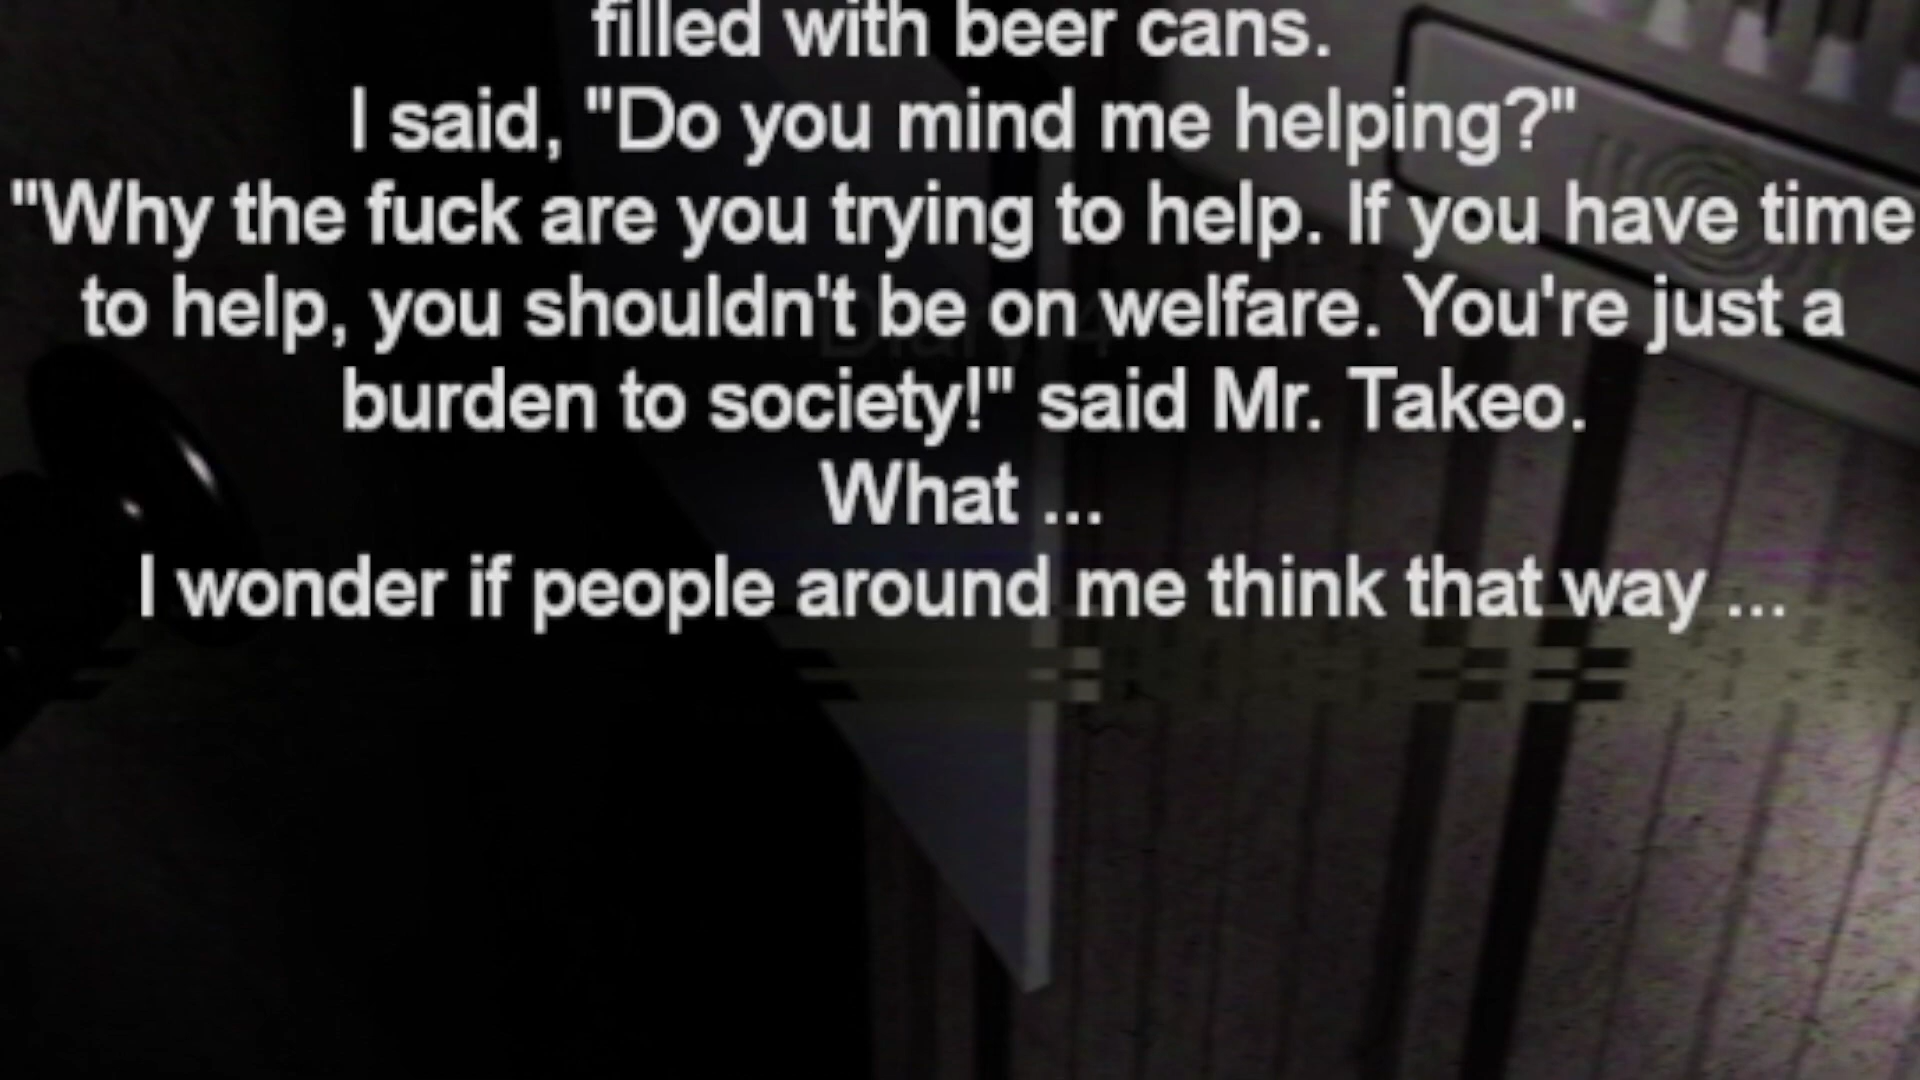 filled with beer cans.
I said, "Do you mind me helping?"
"Why the fuck are you trying to help. If you have time
to help, you shouldn't be on welfare. You're just a
burden to society!" said Mr. Takeo.
What ...
I wonder if people around me think that way ...
Diary 4